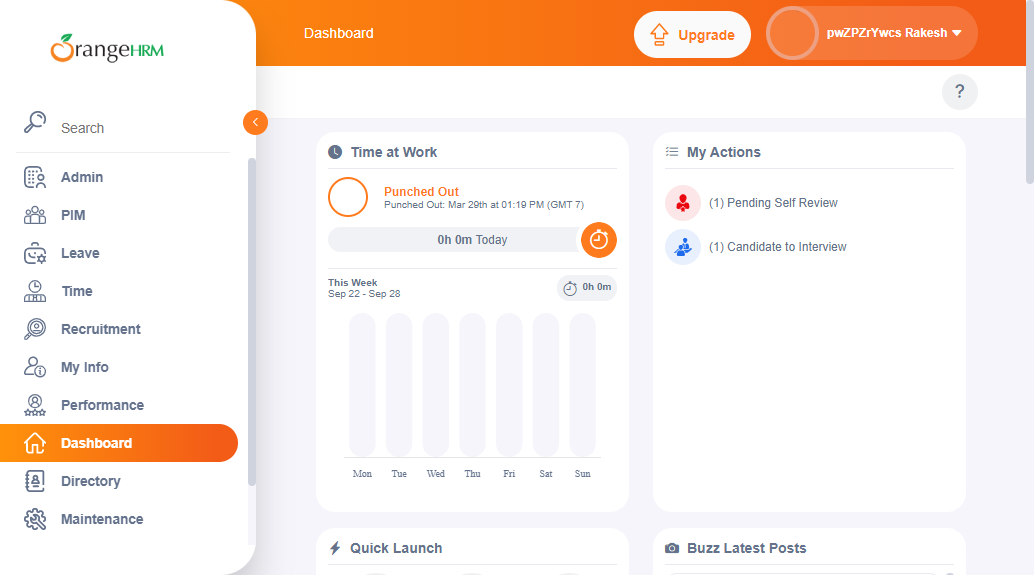 OrangeHRM
Dashboard
Upgrade
pwZPZrYwcs Rakesh
?
Search
Admin
PIM
Leave
Time
Recruitment
My Info
Performance
Dashboard
Directory
Maintenance
Time at Work
Punched Out
Punched Out: Mar 29th at 01:19 PM (GMT 7)
0h 0m Today
This Week
Sep 22 - Sep 28
0h 0m
Mon Tue Wed Thu Fri Sat Sun
My Actions
(1) Pending Self Review
(1) Candidate to Interview
Quick Launch
Buzz Latest Posts